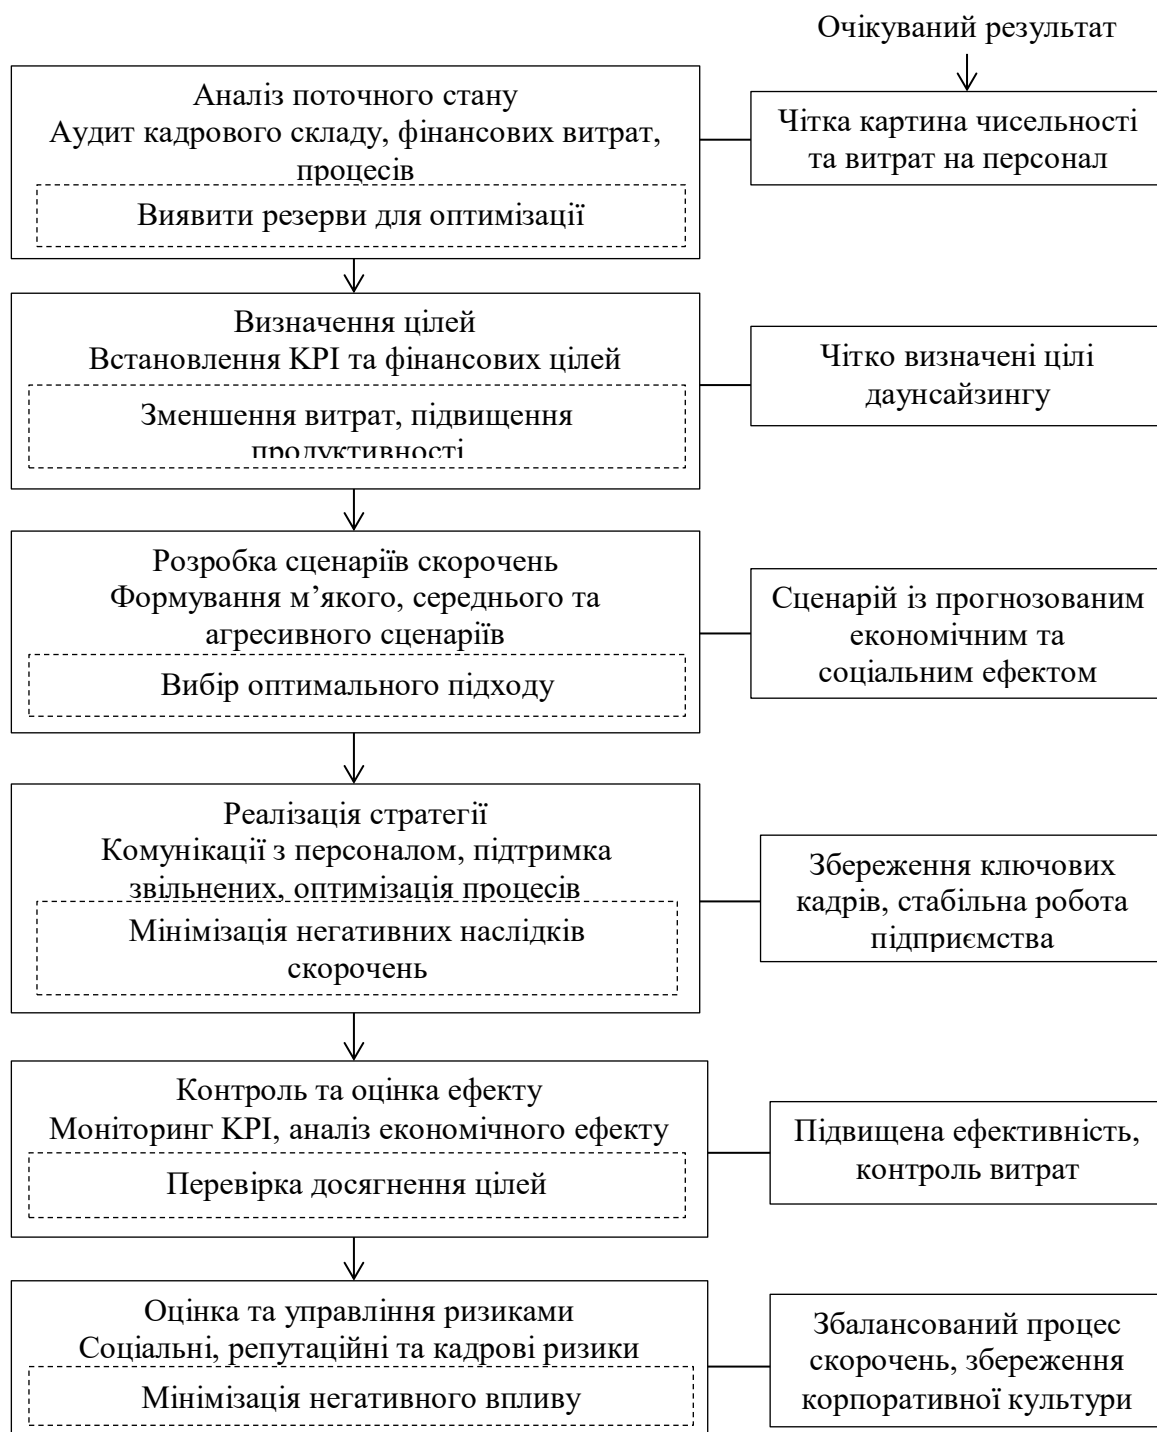 Очікуваний результат
Аналіз поточного стану
Аудит кадрового складу, фінансових витрат,
процесів
Виявити резерви для оптимізації
Чітка картина чисельності
та витрат на персонал
Визначення цілей
Встановлення KPI та фінансових цілей
Зменшення витрат, підвищення
продуктивності
Чітко визначені цілі
даунсайзингу
Розробка сценаріїв скорочень
Формування м’якого, середнього та
агресивного сценаріїв
Вибір оптимального підходу
Сценарій із прогнозованим
економічним та
соціальним ефектом
Реалізація стратегії
Комунікації з персоналом, підтримка
звільнених, оптимізація процесів
Мінімізація негативних наслідків
скорочень
Збереження ключових
кадрів, стабільна робота
підприємства
Контроль та оцінка ефекту
Моніторинг KPI, аналіз економічного ефекту
Перевірка досягнення цілей
Підвищена ефективність,
контроль витрат
Оцінка та управління ризиками
Соціальні, репутаційні та кадрові ризики
Мінімізація негативного впливу
Збалансований процес
скорочень, збереження
корпоративної культури